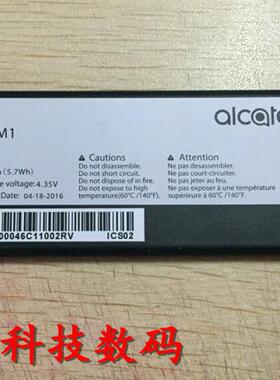 M1
alcate
(5.7Wh)
Caution
Do not disassemble.
Do not short circuit.
Do not dispose of in fire.
Do not expose to high
temperature(60°C /140°F).
Attention
Ne pas desassembler.
Ne pas court-circuiter.
Ne pas jeter au feu.
Ne pas exposer à température
supérieure à 60°C /140°F.
e voltage:4.35V
Date: 04-18-2016
00046C11002RV
ICS02
科技数码